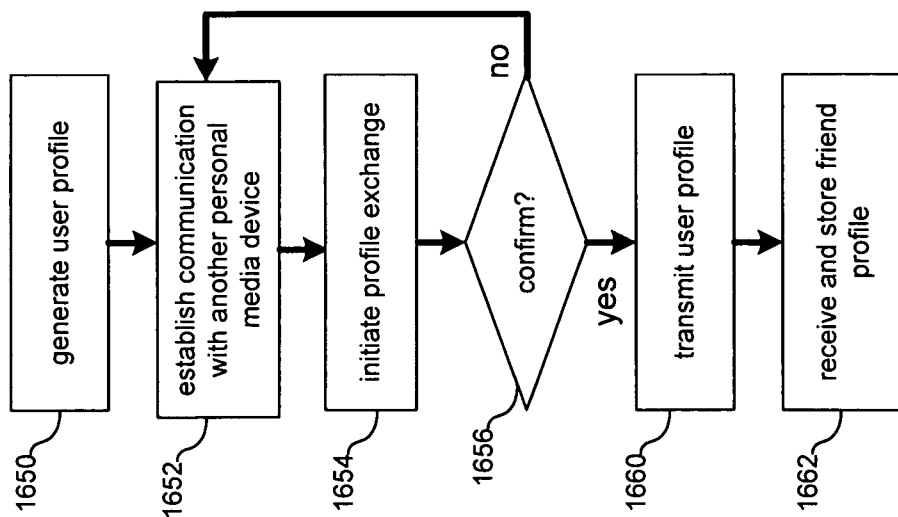 1650
generate user profile
1652
establish communication
with another personal
media device
1654
initiate profile exchange
1656
confirm?
no
yes
1660
transmit user profile
1662
receive and store friend
profile